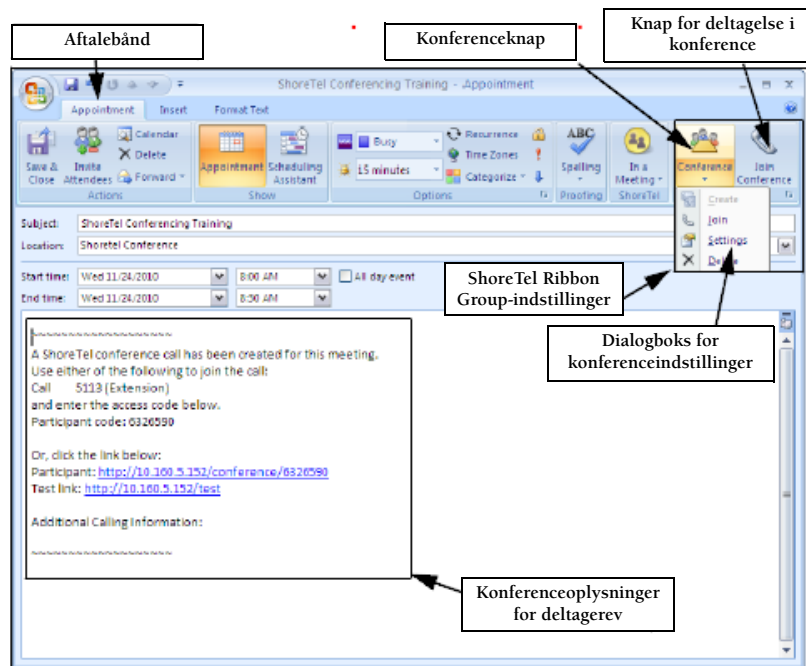 Aftalebånd
Konferenceknap
Knap for deltagelse i
konference
ShoreTel Conferencing Training - Appointment
Appointment Insert Format Text
Save &
Close
Invite
Attendees
Calendar
Delete
Forward
Actions
Appointment
Scheduling
Assistant
Show
Busy
15 minutes
Recurrence
Time Zones
Categorize
Options
ABC
Spelling
Proofing
In a
Meeting
ShoreTel
Conference
Join
Conference
Create
Join
Settings
Subject: ShoreTel Conferencing Training
Location: Shoretel Conference
Start time: Wed 11/24/2010 8:00 AM All day event
End time: Wed 11/24/2010 8:30 AM
ShoreTel Ribbon
Group-indstillinger
Dialogboks for
konferenceindstillinger
~~~~~~~~~~~~~~~~~~~
A ShoreTel conference call has been created for this meeting.
Use either of the following to join the call:
Call 5113 (Extension)
and enter the access code below.
Participant code: 6326590
Or, click the link below:
Participant: http://10.160.5.152/conference/6326590
Test link: http://10.160.5.152/test
Additional Calling Information:
~~~~~~~~~~~~~~~~~~~
Konferenceoplysninger
for deltagerev